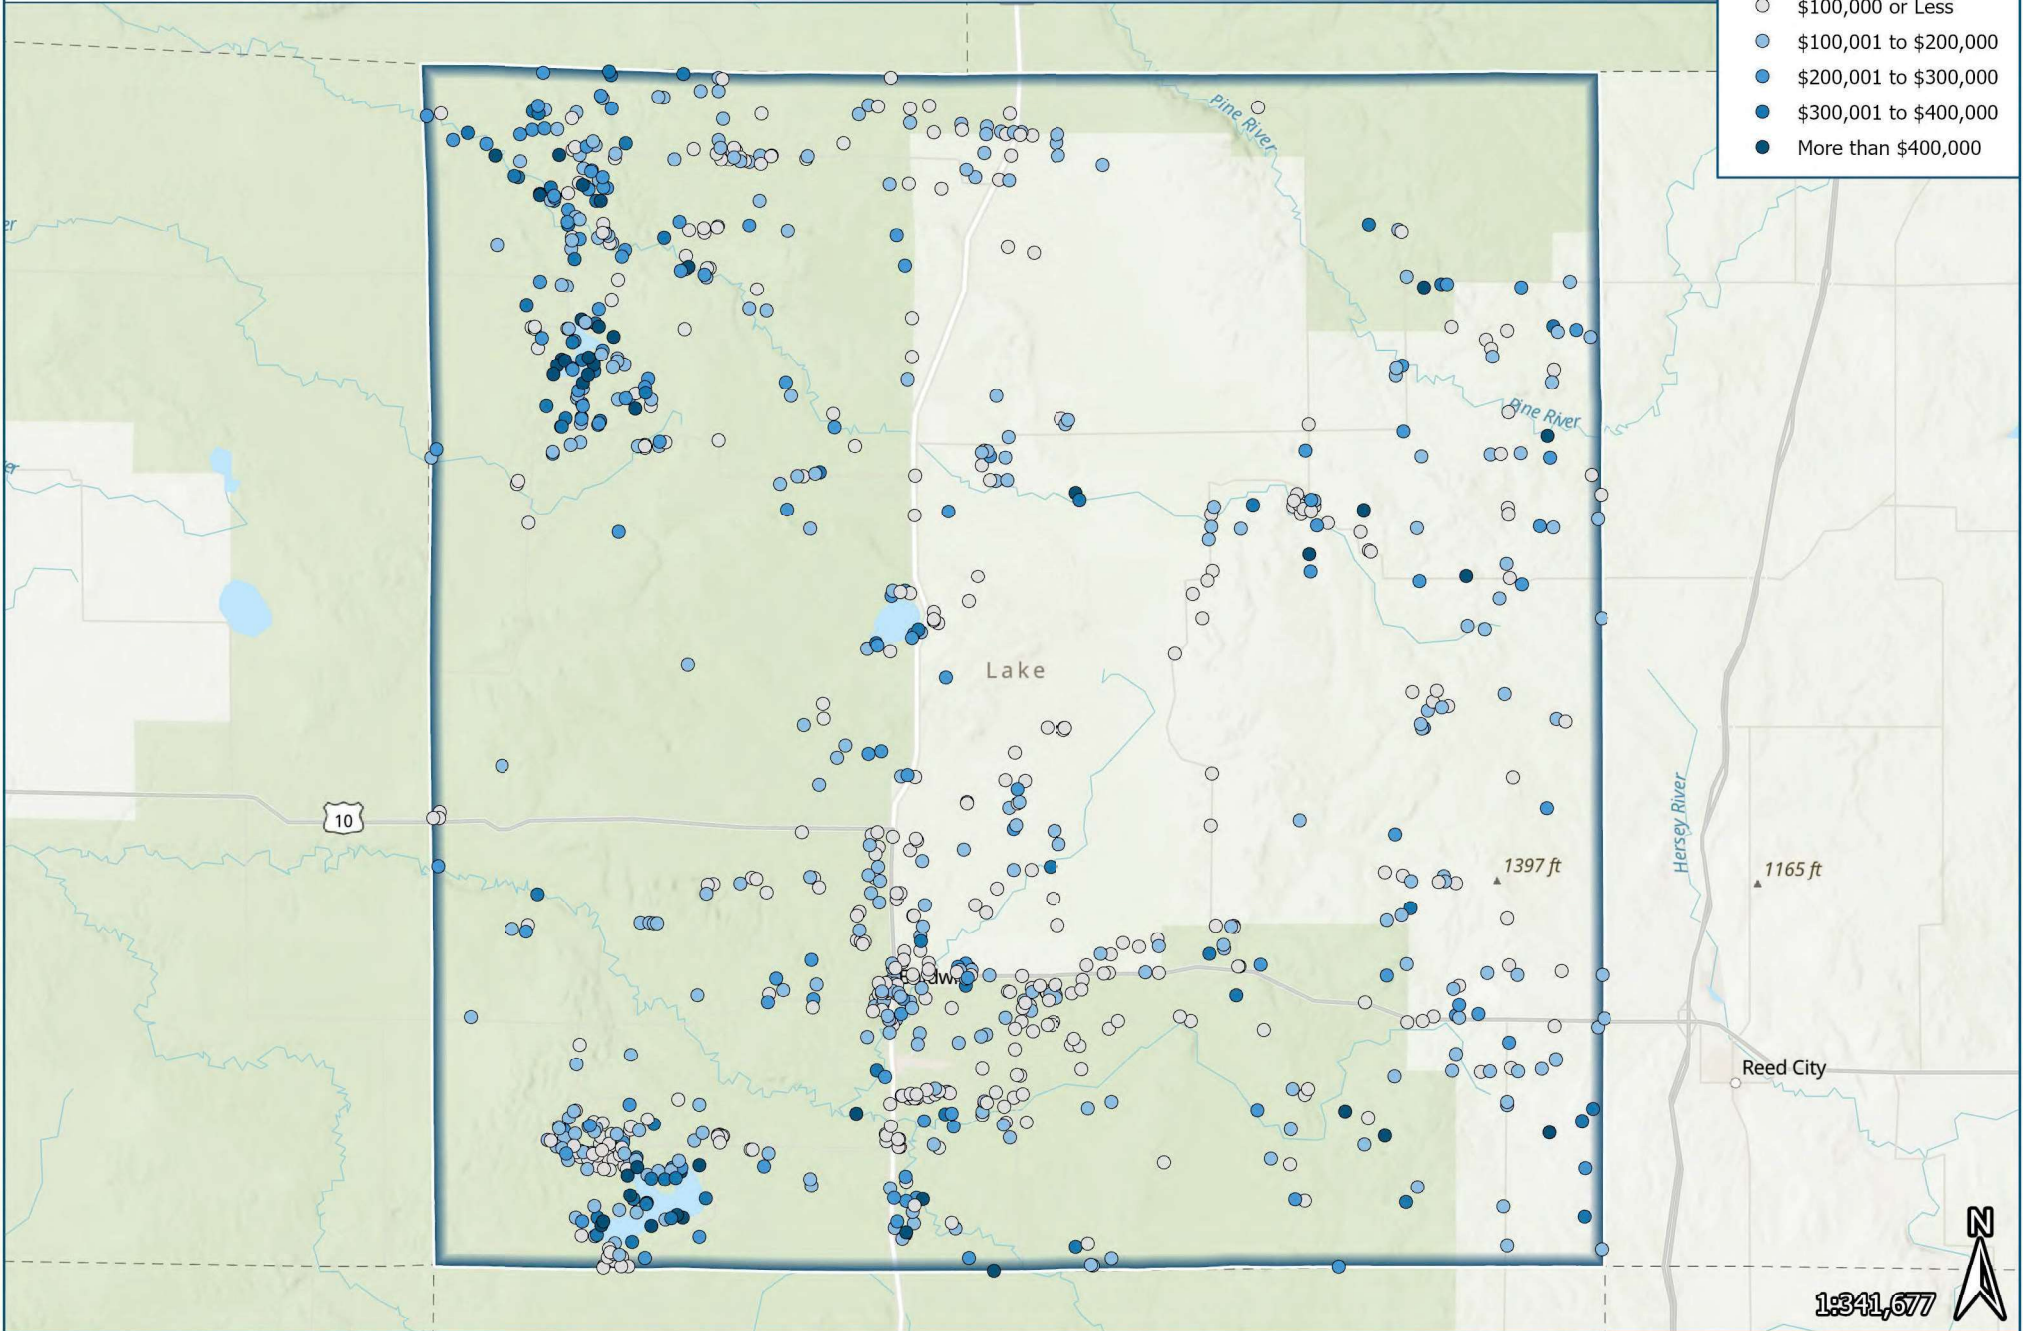 $100,000 or Less
$100,001 to $200,000
$200,001 to $300,000
$300,001 to $400,000
More than $400,000
Pine River
er
Pine River
er
Lake
10
Hersey River
1397 ft
1165 ft
Reed City
N
1:341,677